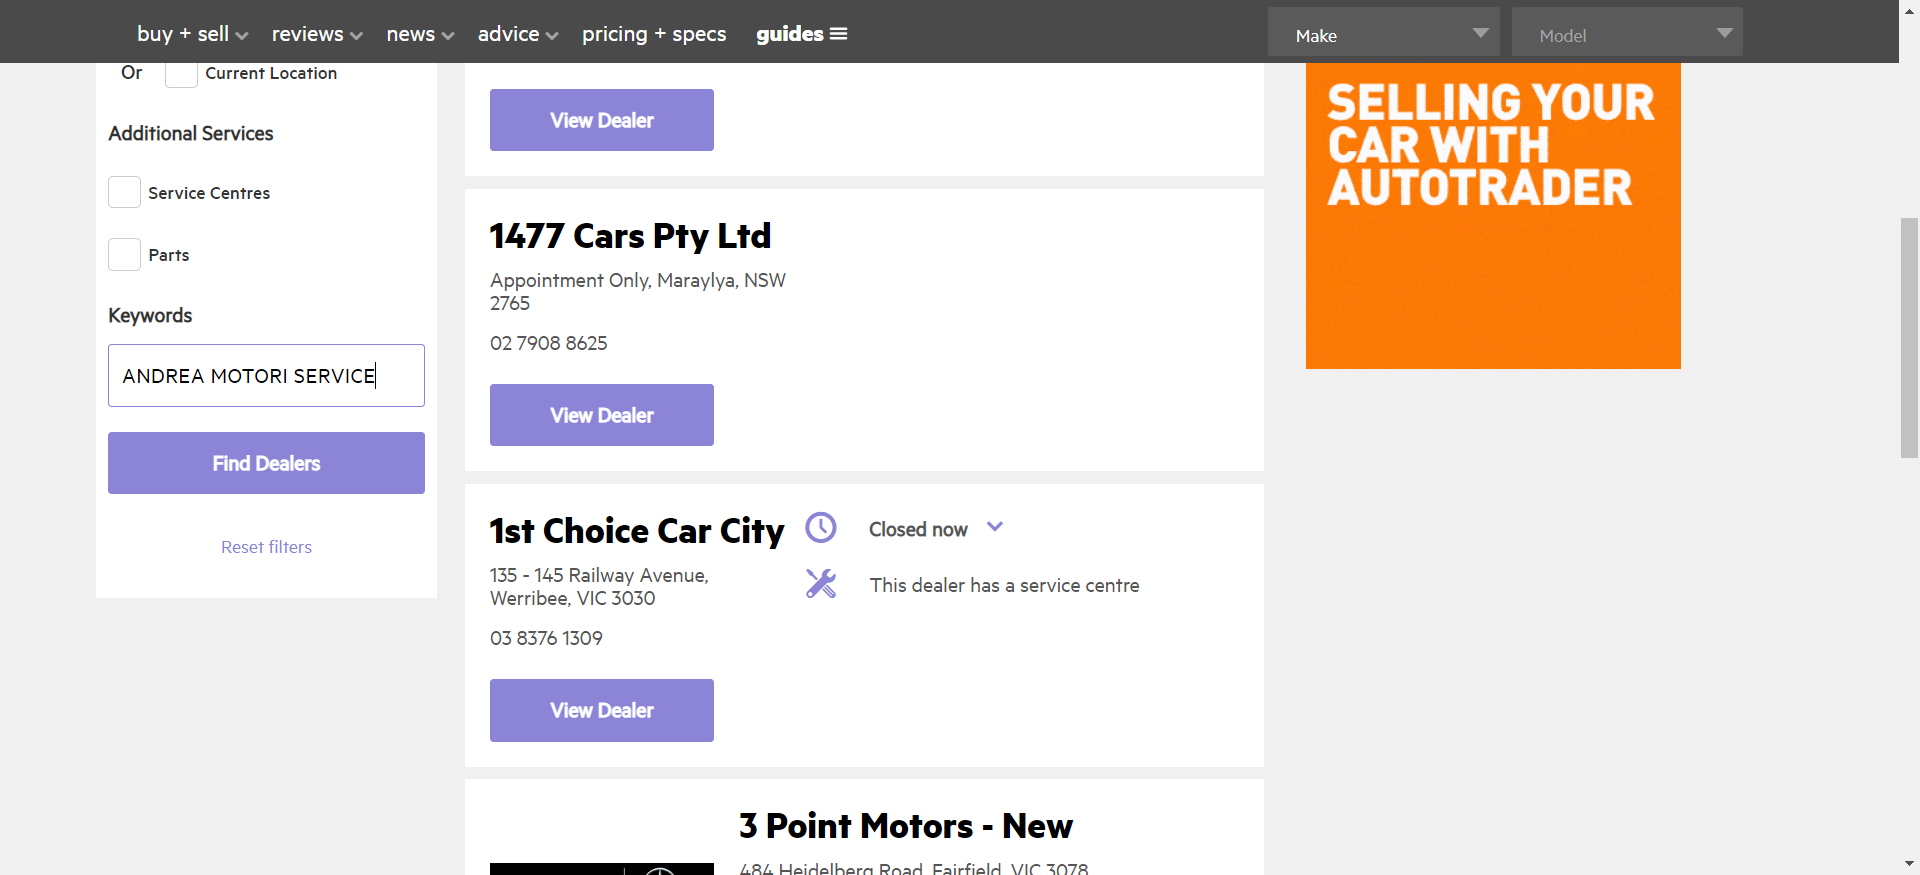 buy + sell reviews news advice pricing + specs guides
Make Model
Or Current Location
Additional Services
Service Centres
Parts
Keywords
ANDREA MOTORI SERVICE
Find Dealers
Reset filters
View Dealer
1477 Cars Pty Ltd
Appointment Only, Maraylya, NSW
2765
02 7908 8625
View Dealer
1st Choice Car City
135 - 145 Railway Avenue,
Werribee, VIC 3030
03 8376 1309
Closed now
This dealer has a service centre
View Dealer
3 Point Motors - New
484 Heidelberg Road, Fairfield, VIC 3078
SELLING YOUR
CAR WITH
AUTOTRADER